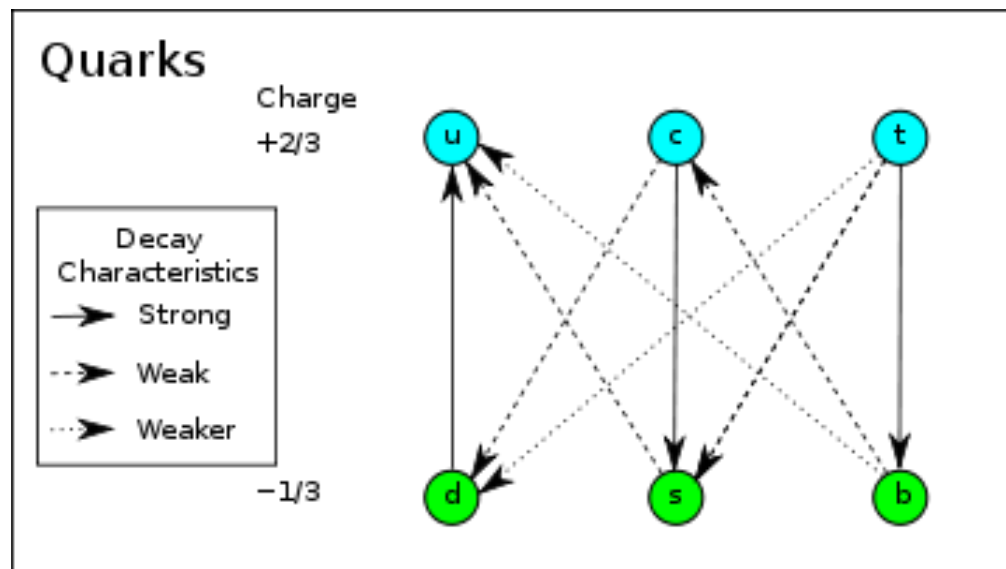 Quarks
Charge
+2/3
u c t
Decay
Characteristics
Strong
Weak
Weaker
−1/3
d s b